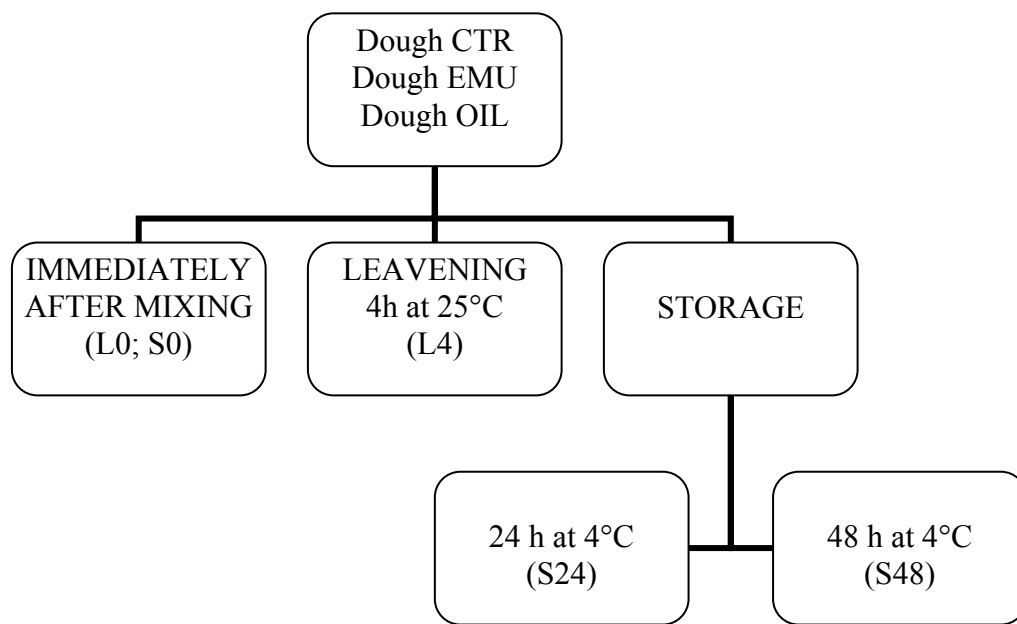 Dough CTR
Dough EMU
Dough OIL
IMMEDIATELY
AFTER MIXING
(L0; S0)
LEAVENING
4h at 25°C
(L4)
STORAGE
24 h at 4°C
(S24)
48 h at 4°C
(S48)